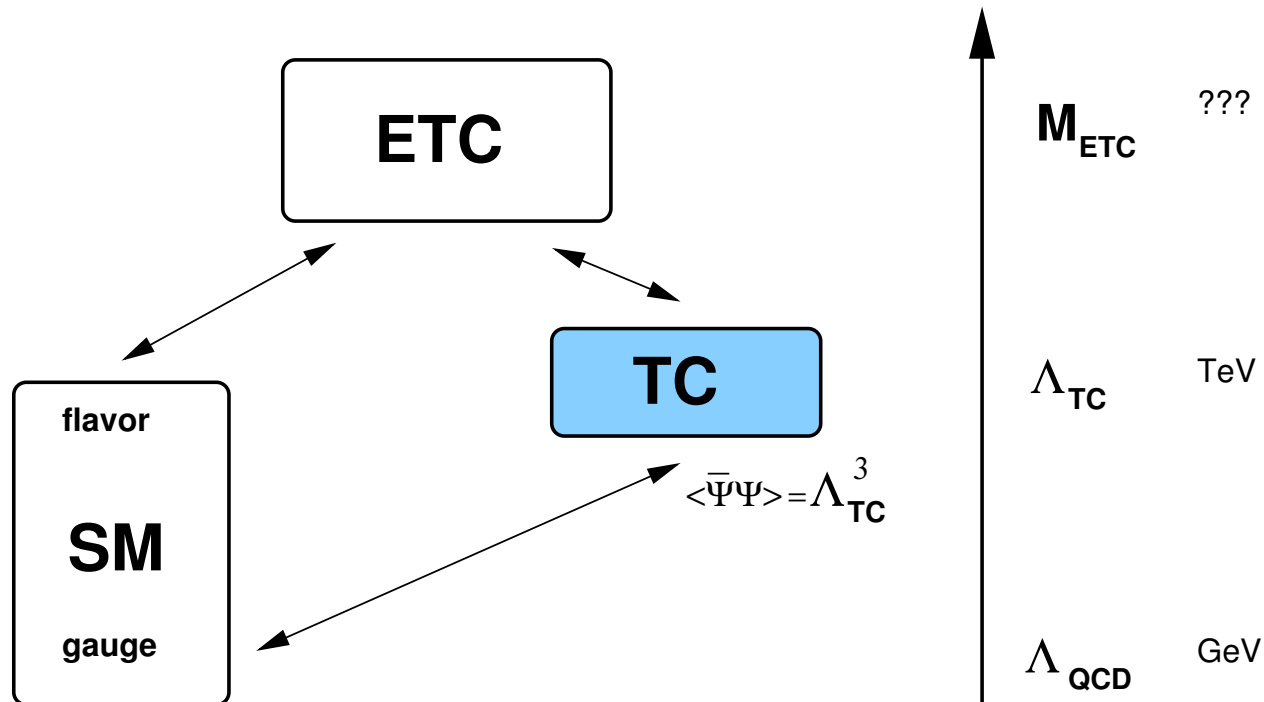 ETC
M_ETC ???
TC
Λ_TC TeV
flavor
<Ψ̅Ψ>=Λ_TC^3
SM
gauge
Λ_QCD GeV